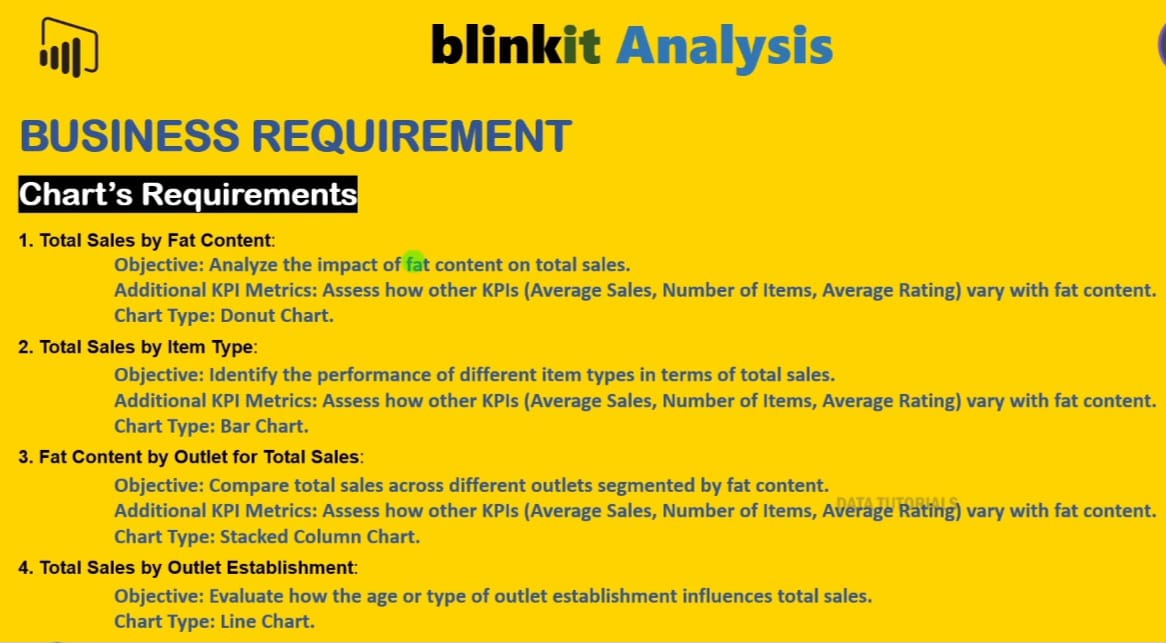 blinkit Analysis
BUSINESS REQUIREMENT
Chart's Requirements
1. Total Sales by Fat Content:
Objective: Analyze the impact of fat content on total sales.
Additional KPI Metrics: Assess how other KPIs (Average Sales, Number of Items, Average Rating) vary with fat content.
Chart Type: Donut Chart.
2. Total Sales by Item Type:
Objective: Identify the performance of different item types in terms of total sales.
Additional KPI Metrics: Assess how other KPIs (Average Sales, Number of Items, Average Rating) vary with fat content.
Chart Type: Bar Chart.
3. Fat Content by Outlet for Total Sales:
Objective: Compare total sales across different outlets segmented by fat content.
DATA TUTORIALS
Additional KPI Metrics: Assess how other KPIs (Average Sales, Number of Items, Average Rating) vary with fat content.
Chart Type: Stacked Column Chart.
4. Total Sales by Outlet Establishment:
Objective: Evaluate how the age or type of outlet establishment influences total sales.
Chart Type: Line Chart.